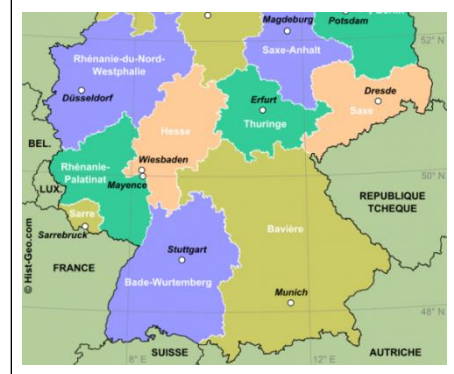 Magdebourg
Potsdam
52° N
Rhénanie-du-Nord-
Westphalie
Saxe-Anhalt
Düsseldorf
Erfurt
Dresde
Hesse
Thuringe
Saxe
BEL.
Rhénanie-
Palatinat
Wiesbaden
Mayence
50° N
LUX.
REPUBLIQUE
TCHEQUE
Sarre
Sarrebruck
Bavière
Stuttgart
FRANCE
Bade-Wurtemberg
Munich
48° N
8° E
SUISSE
12° E
AUTRICHE
© Hist-Geo.com